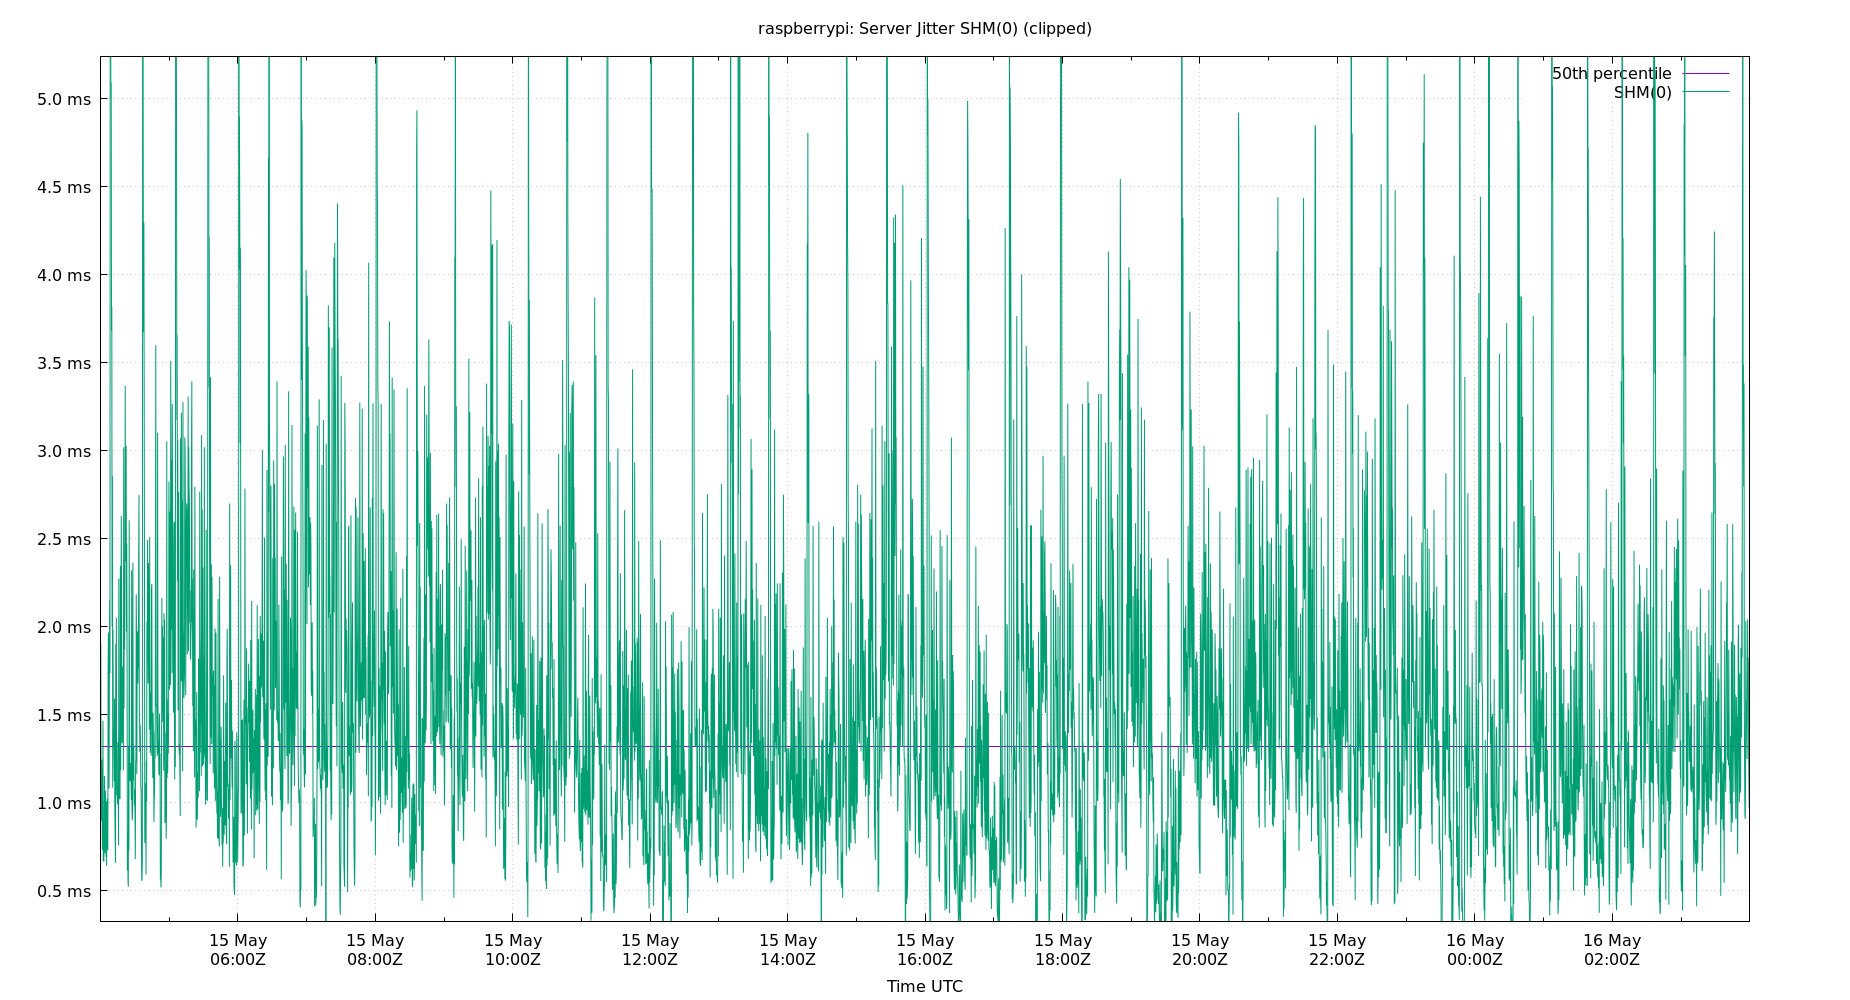 raspberrypi: Server Jitter SHM(0) (clipped)
50th percentile
SHM(0)
5.0 ms
4.5 ms
4.0 ms
3.5 ms
3.0 ms
2.5 ms
2.0 ms
1.5 ms
1.0 ms
0.5 ms
15 May 15 May 15 May 15 May 15 May 15 May 15 May 15 May 15 May 16 May 16 May
06:00Z 08:00Z 10:00Z 12:00Z 14:00Z 16:00Z 18:00Z 20:00Z 22:00Z 00:00Z 02:00Z
Time UTC